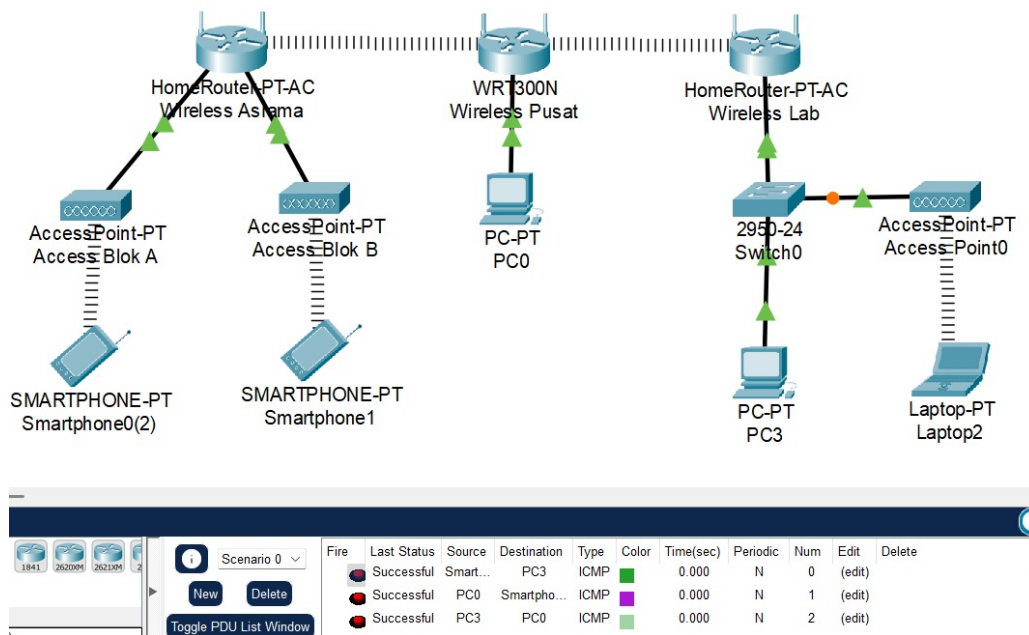 HomeRouter-PT-AC
Wireless Asrama
WRT300N
Wireless Pusat
HomeRouter-PT-AC
Wireless Lab
AccessPoint-PT
Access Blok A
AccessPoint-PT
Access Blok B
PC-PT
PC0
2950-24
Switch0
AccessPoint-PT
Access Point0
SMARTPHONE-PT
Smartphone0(2)
SMARTPHONE-PT
Smartphone1
PC-PT
PC3
Laptop-PT
Laptop2
1841 2620XM 2621XM 2
i Scenario 0
New Delete
Toggle PDU List Window
Fire Last Status Source Destination Type Color Time(sec) Periodic Num Edit Delete
Successful Smart... PC3 ICMP 0.000 N 0 (edit)
Successful PC0 Smartpho... ICMP 0.000 N 1 (edit)
Successful PC3 PC0 ICMP 0.000 N 2 (edit)